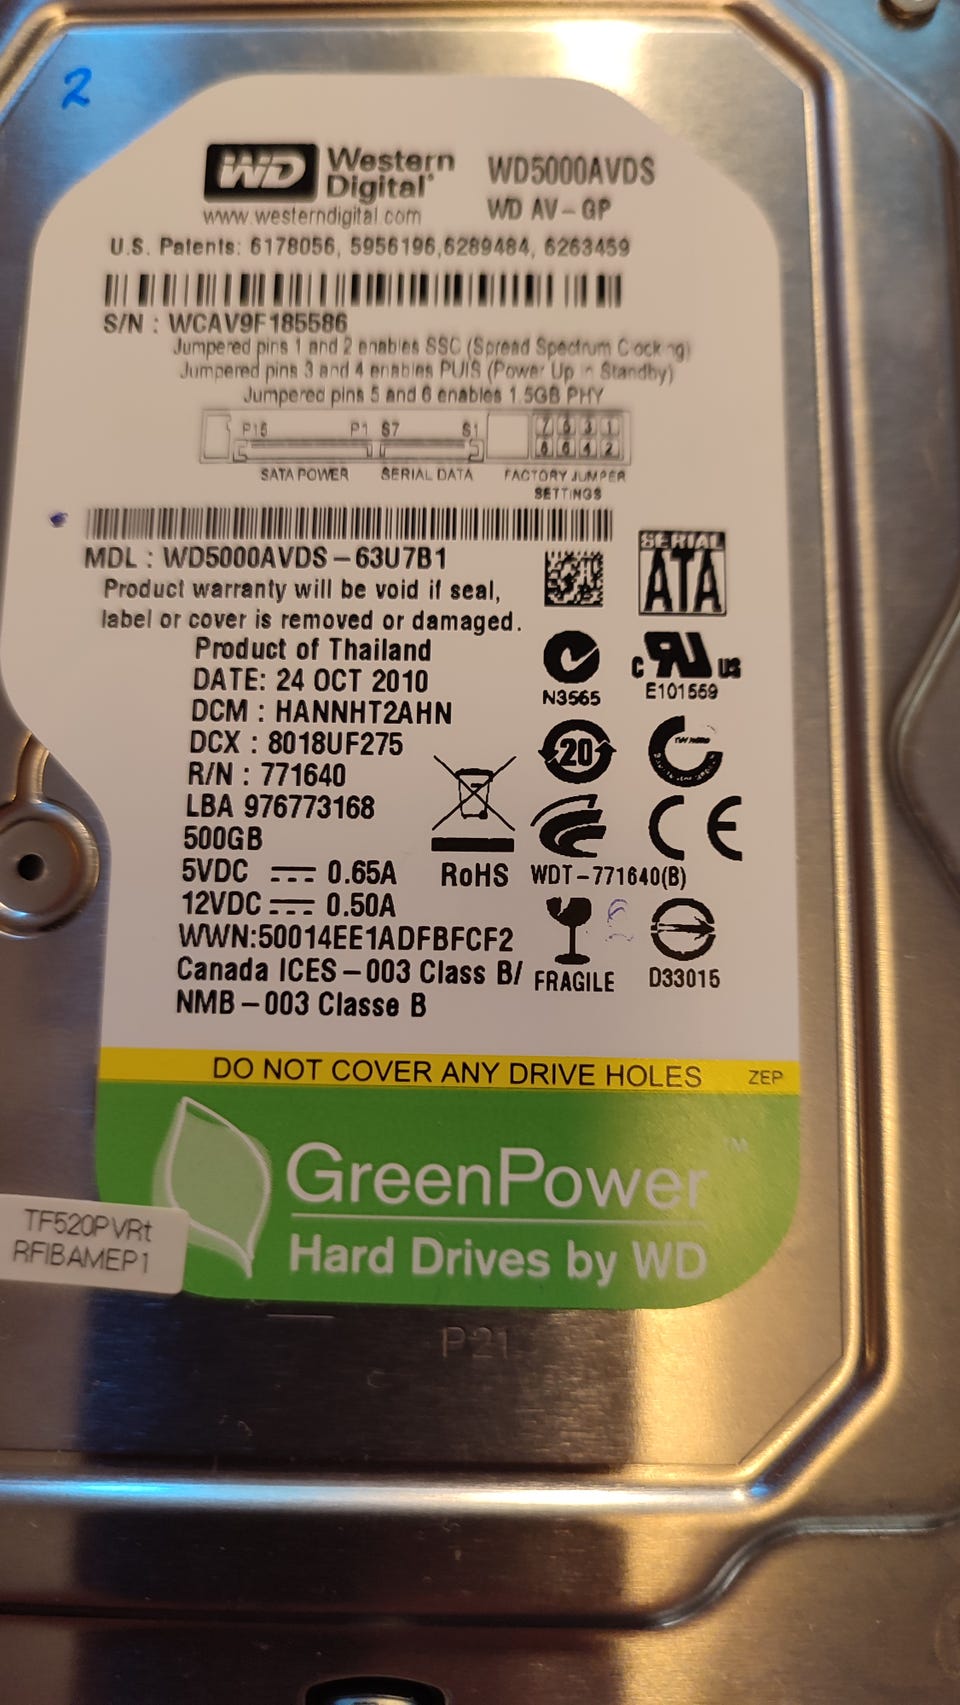 2
WD Western Digital®
WD5000AVDS
www.westerndigital.com
WD AV-GP
U.S. Patents: 6178056, 5956196,6289484, 6263459
S/N : WCAV9F185586
Jumpered pins 1 and 2 enables SSC (Spread Spectrum Clocking)
Jumpered pins 3 and 4 enables PUIS (Power Up in Standby)
Jumpered pins 5 and 6 enables 1.5GB PHY
P15 P1 S7 S1 7 5 3 1
8 6 4 2
SATA POWER SERIAL DATA FACTORY JUMPER
SETTINGS
MDL : WD5000AVDS-63U7B1
SERIAL
ATA
Product warranty will be void if seal,
label or cover is removed or damaged.
Product of Thailand
DATE: 24 OCT 2010
N3565
c RU US
E101559
DCM : HANNHT2AHN
DCX : 8018UF275
20
R/N : 771640
LBA 976773168
500GB
CE
5VDC 0.65A
RoHS
WDT-771640(B)
12VDC 0.50A
WWN:50014EE1ADFBFCF2
Canada ICES-003 Class B/
NMB-003 Classe B
FRAGILE
D33015
DO NOT COVER ANY DRIVE HOLES
ZEP
GreenPower™
Hard Drives by WD
TF520PVRt
RFIBAMEP1
P21